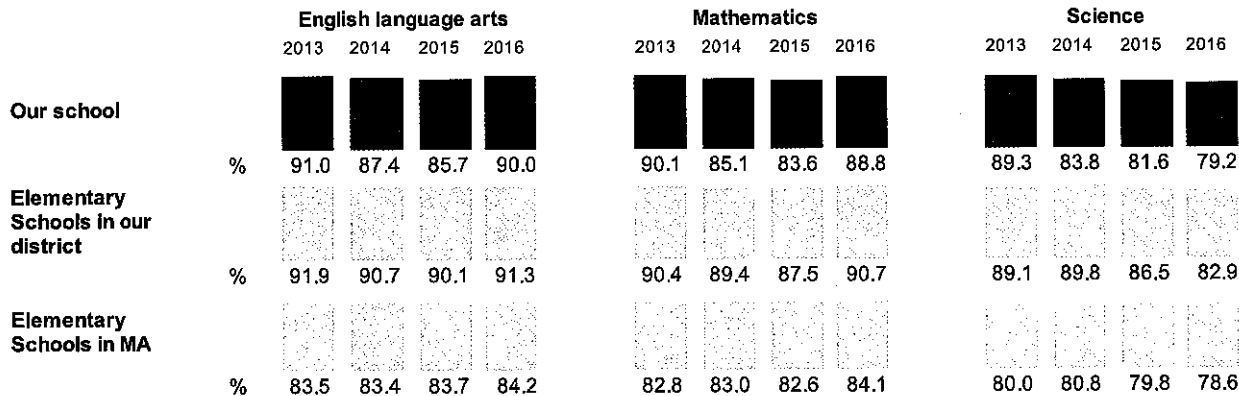 English language arts Mathematics Science
2013 2014 2015 2016 2013 2014 2015 2016 2013 2014 2015 2016
Our school
% 91.0 87.4 85.7 90.0 90.1 85.1 83.6 88.8 89.3 83.8 81.6 79.2
Elementary
Schools in our
district
% 91.9 90.7 90.1 91.3 90.4 89.4 87.5 90.7 89.1 89.8 86.5 82.9
Elementary
Schools in MA
% 83.5 83.4 83.7 84.2 82.8 83.0 82.6 84.1 80.0 80.8 79.8 78.6